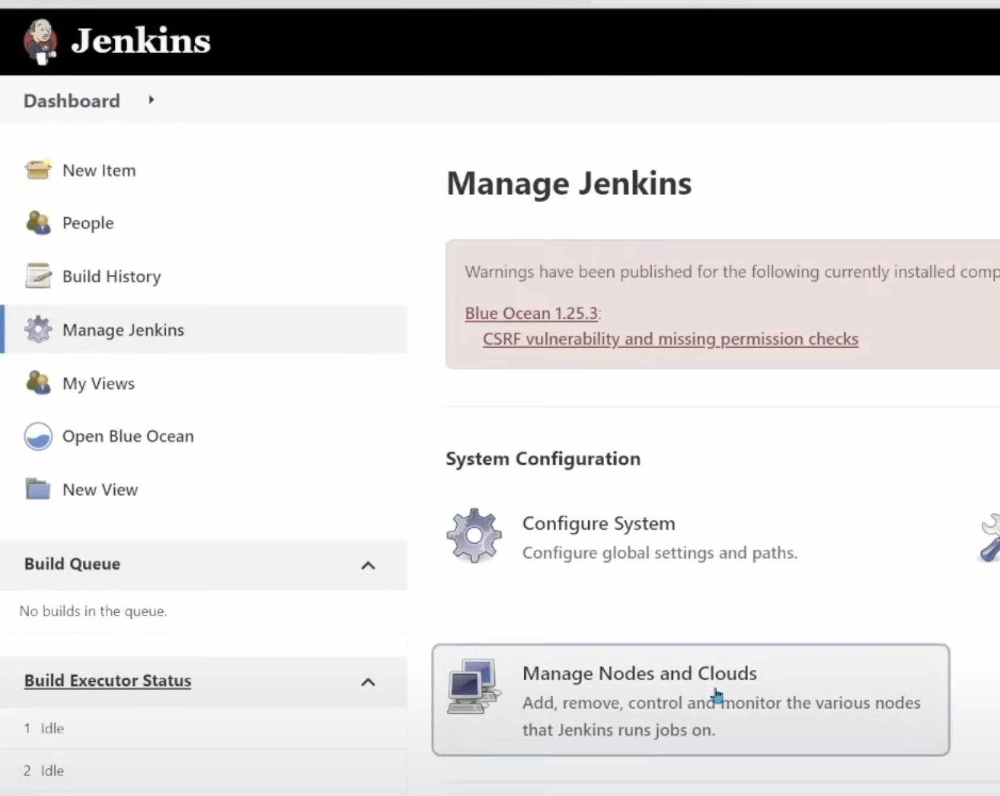 Jenkins
Dashboard
New Item
People
Build History
Manage Jenkins
My Views
Open Blue Ocean
New View
Build Queue
No builds in the queue.
Build Executor Status
1 Idle
2 Idle
Manage Jenkins
Warnings have been published for the following currently installed comp
Blue Ocean 1.25.3:
CSRF vulnerability and missing permission checks
System Configuration
Configure System
Configure global settings and paths.
Manage Nodes and Clouds
Add, remove, control and monitor the various nodes
that Jenkins runs jobs on.